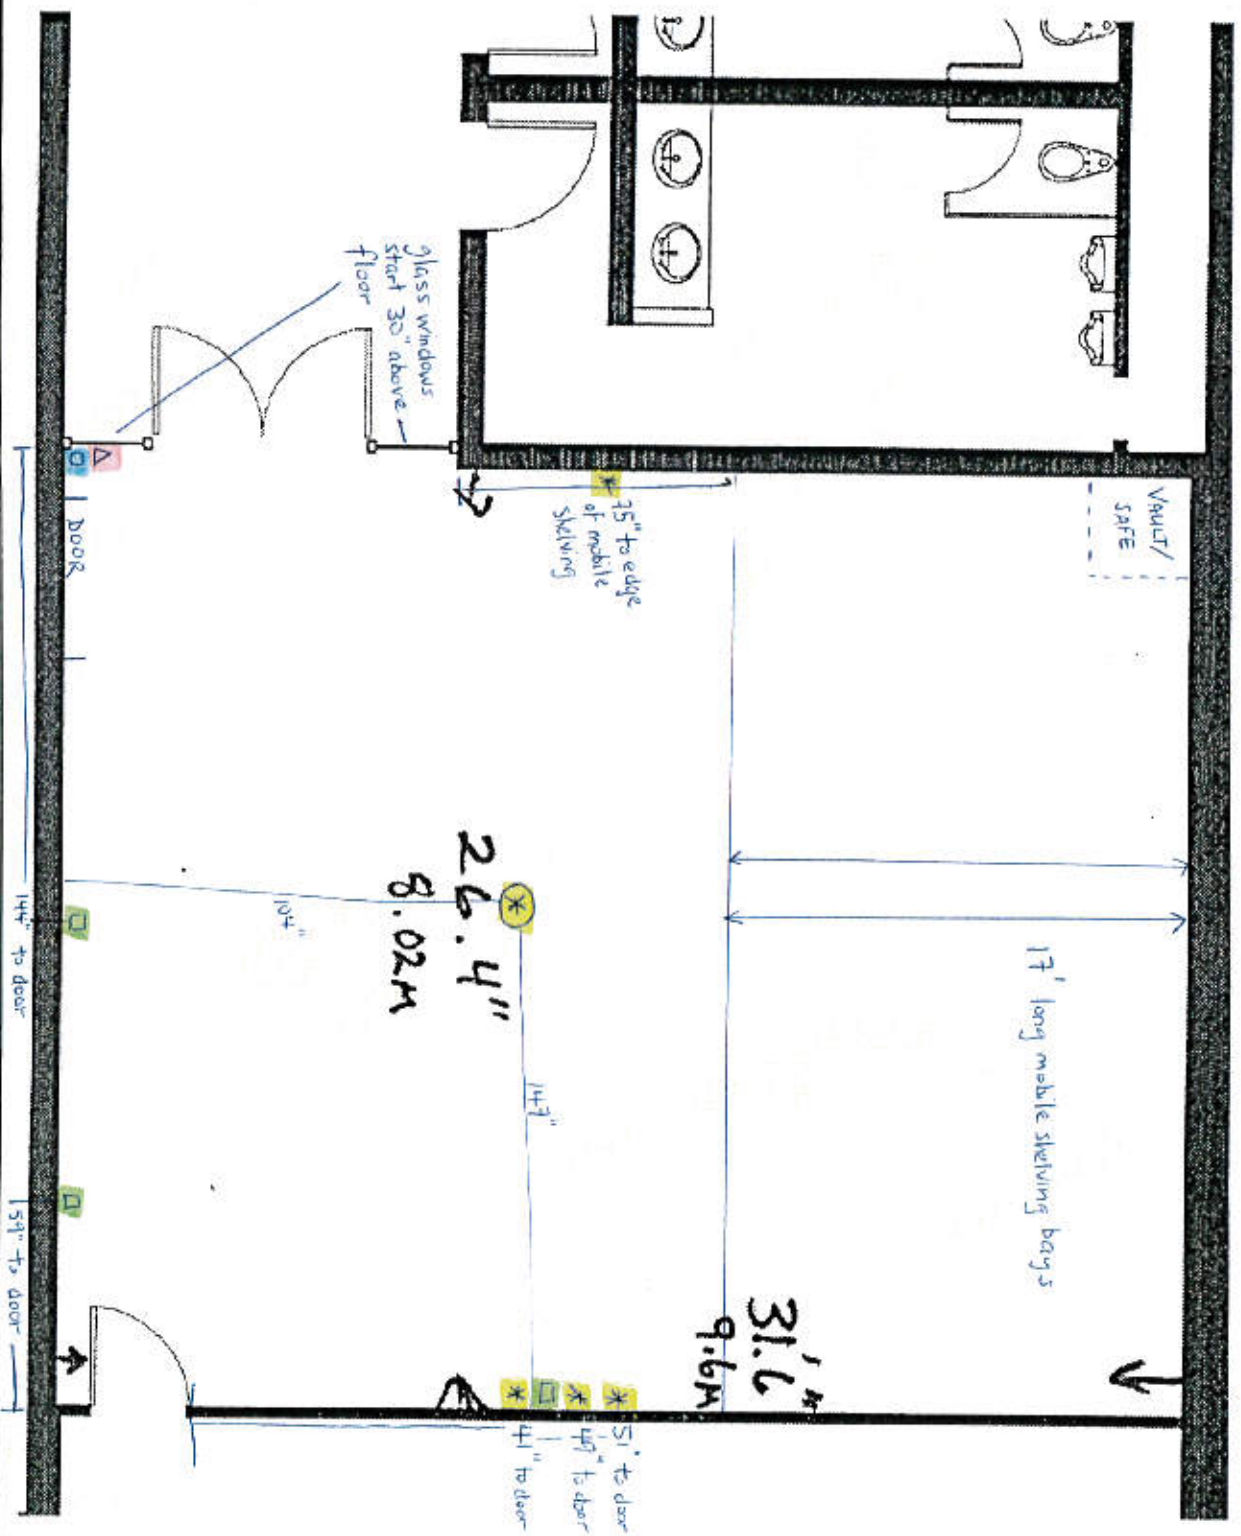 VAULT/
SAFE
17' long mobile shelving bays
31.'6"
9.6M
75" to edge
of mobile
shelving
51" to door
49" to door
41" to door
147"
26.4"
8.02M
104"
glass windows
start 30" above
floor
DOOR
144" to door
59" to door